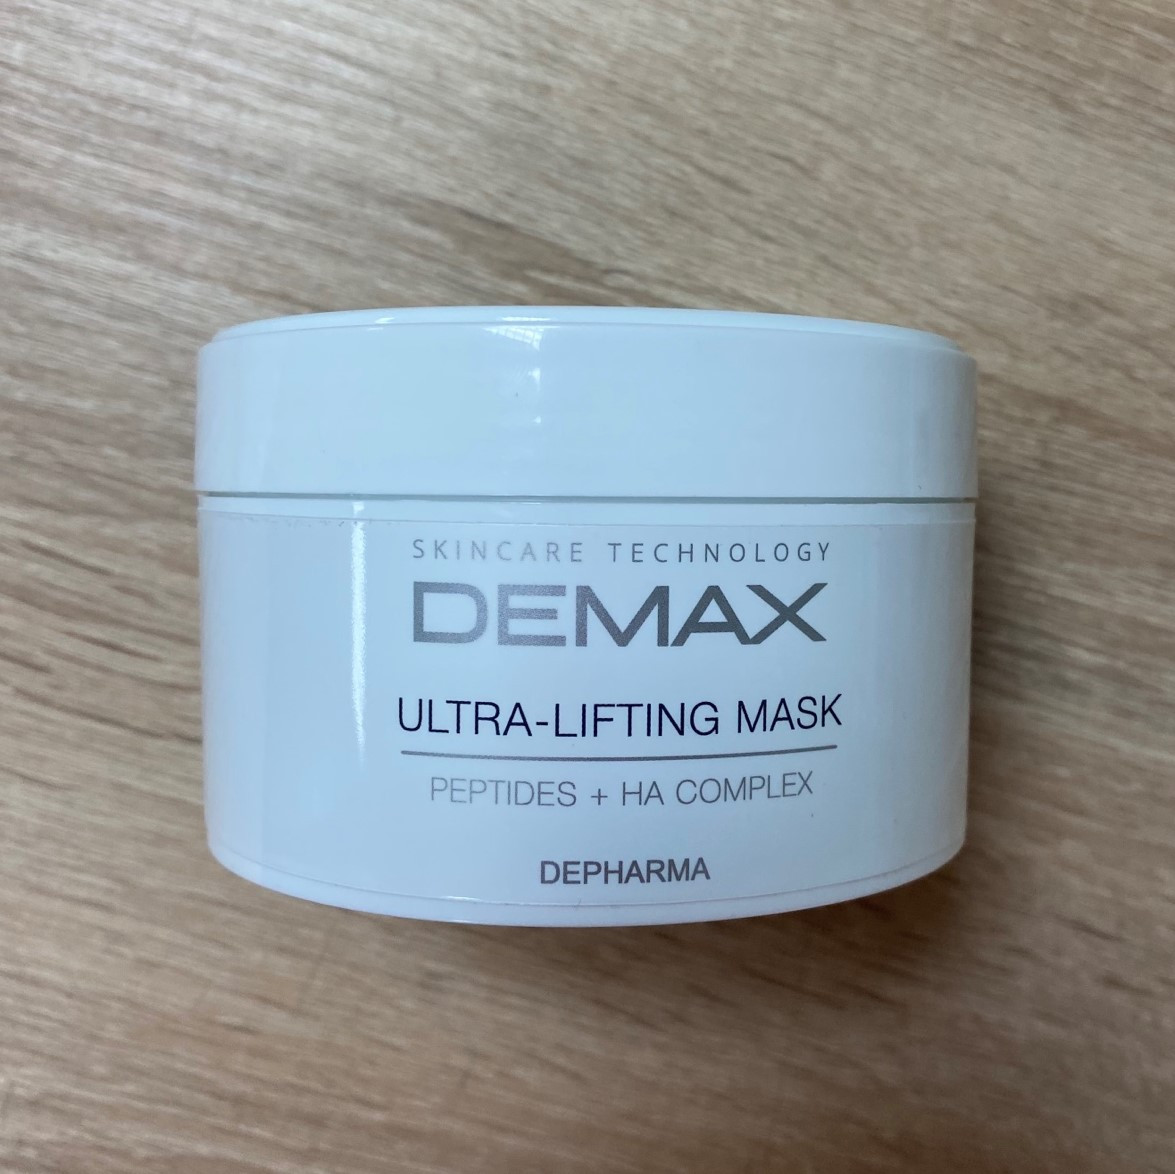 SKINCARE TECHNOLOGY
DEMAX
ULTRA-LIFTING MASK
PEPTIDES + HA COMPLEX
DEPHARMA